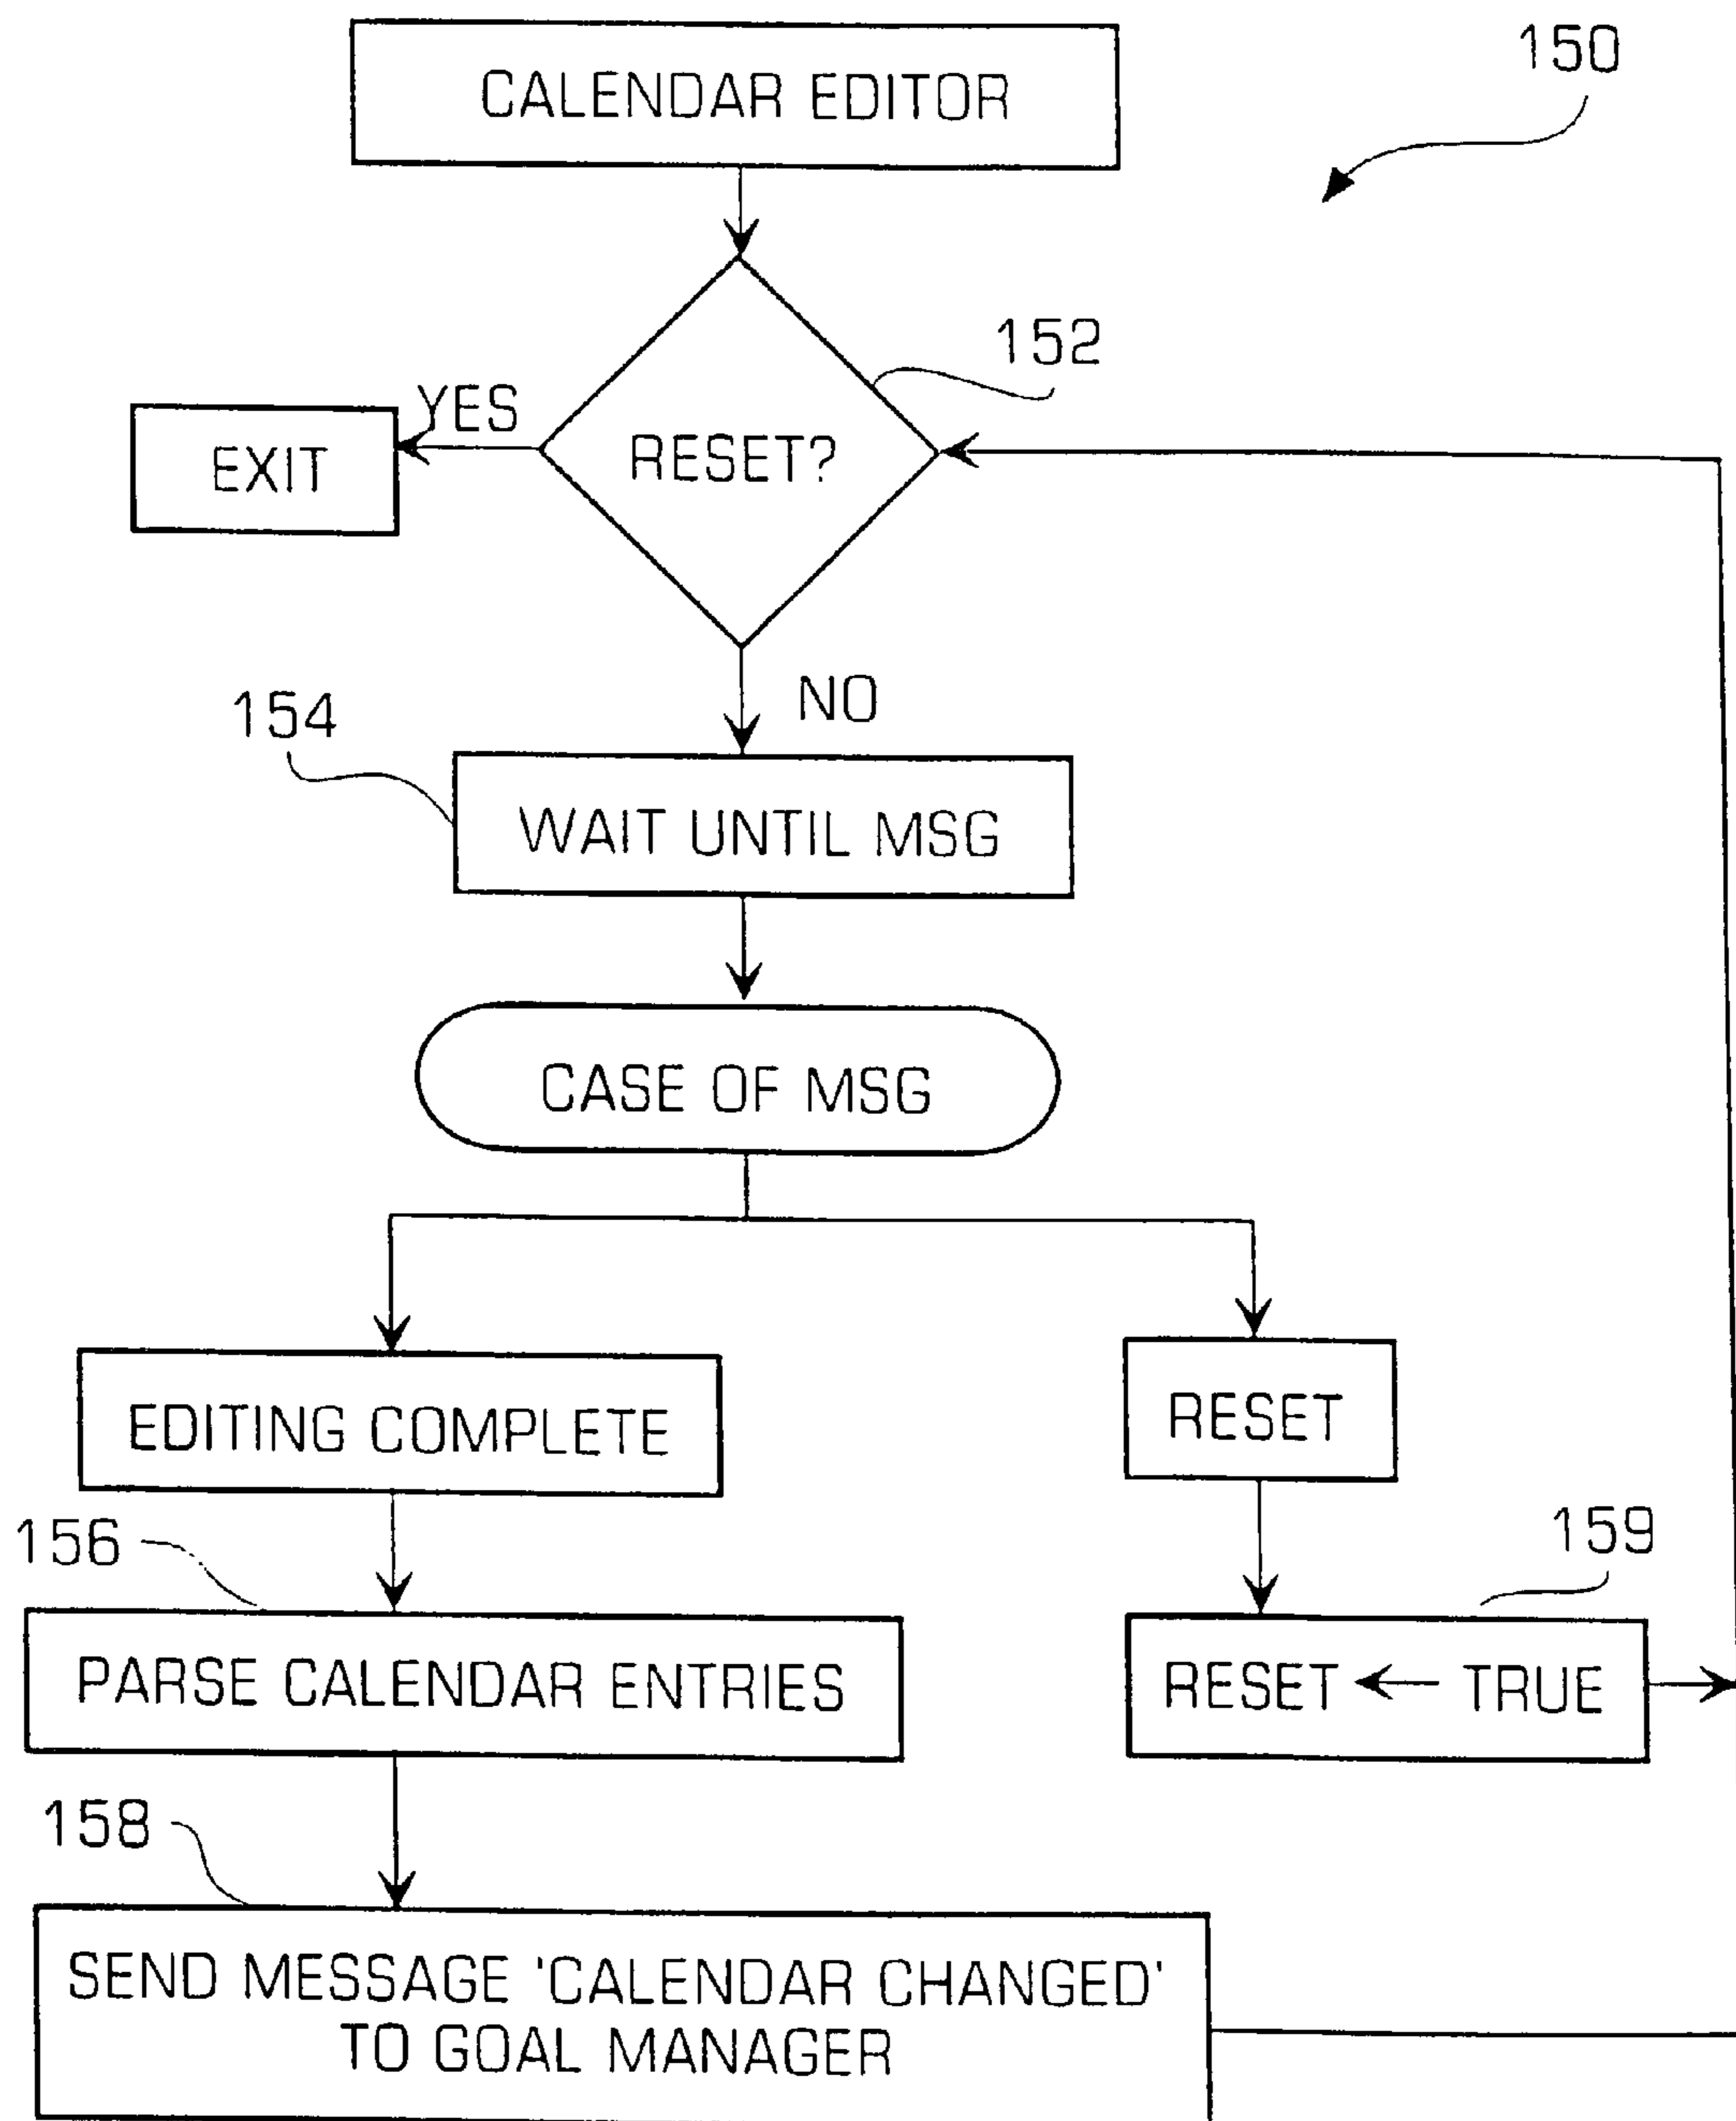 CALENDAR EDITOR
150
152
YES
EXIT
RESET?
NO
154
WAIT UNTIL MSG
CASE OF MSG
EDITING COMPLETE
RESET
156
159
PARSE CALENDAR ENTRIES
RESET ← TRUE
158
SEND MESSAGE 'CALENDAR CHANGED'
TO GOAL MANAGER